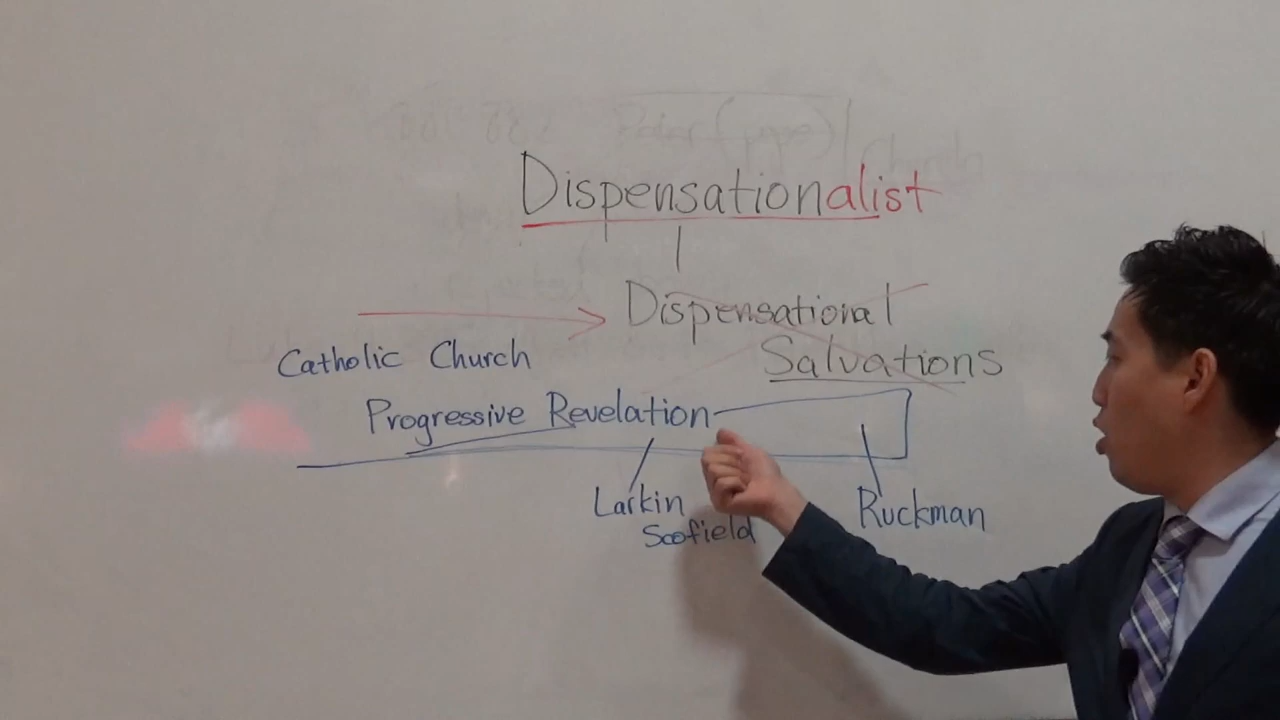 Dispensationalist
Dispensational
Salvations
Catholic Church
Progressive Revelation
Larkin
Scofield
Ruckman